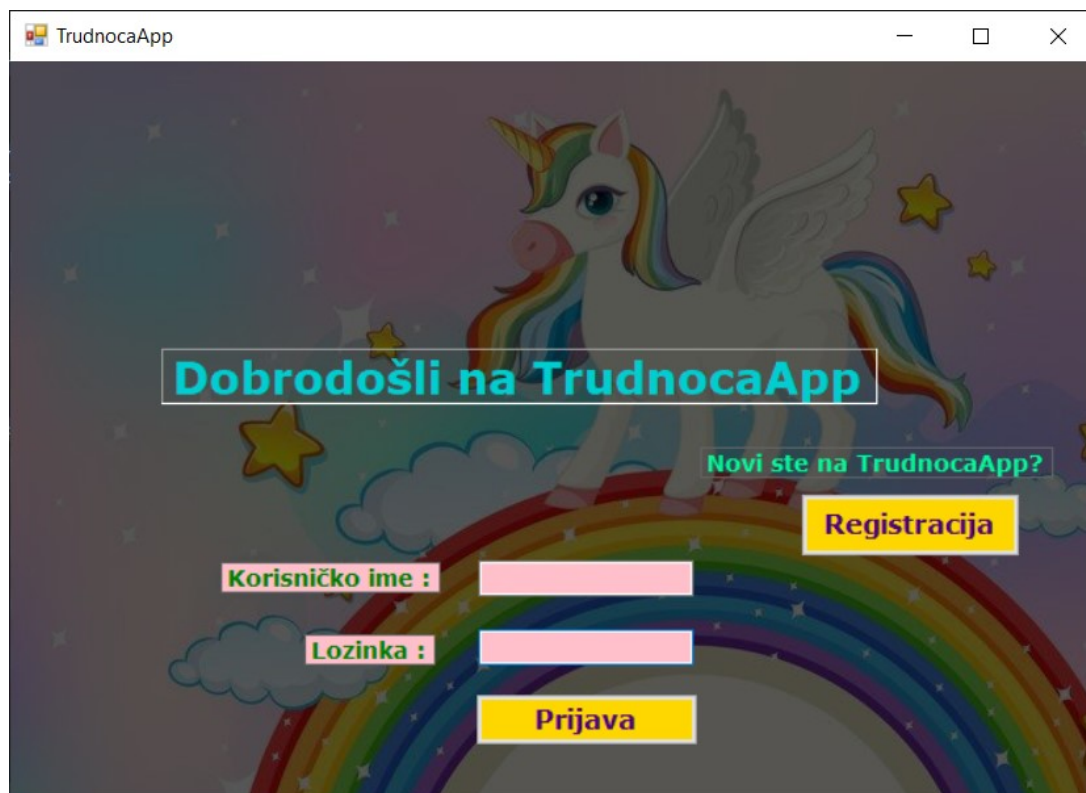 TrudnocaApp
Dobrodošli na TrudnocaApp
Novi ste na TrudnocaApp?
Registracija
Korisničko ime :
Lozinka :
Prijava